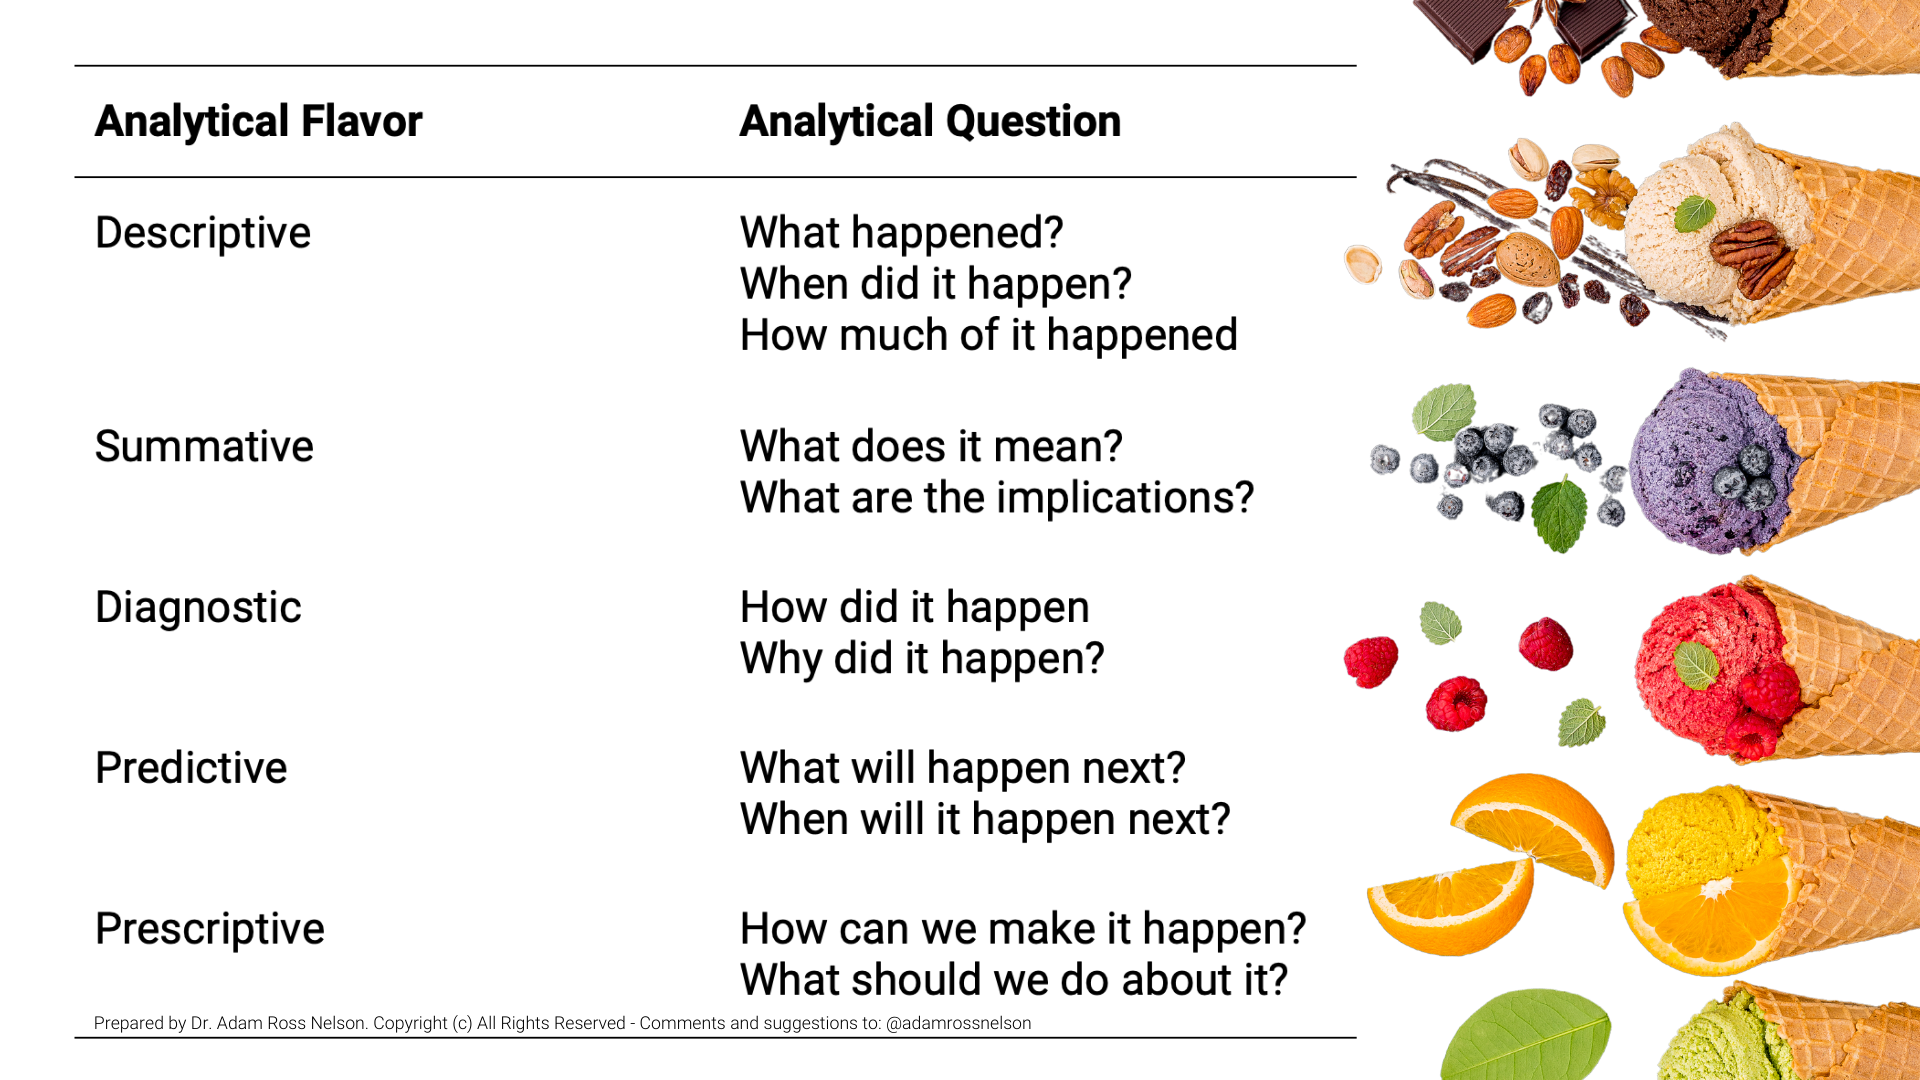 Analytical Flavor
Analytical Question
Descriptive
What happened?
When did it happen?
How much of it happened
Summative
What does it mean?
What are the implications?
Diagnostic
How did it happen
Why did it happen?
Predictive
What will happen next?
When will it happen next?
Prescriptive
How can we make it happen?
What should we do about it?
Prepared by Dr. Adam Ross Nelson. Copyright (c) All Rights Reserved - Comments and suggestions to: @adamrossnelson